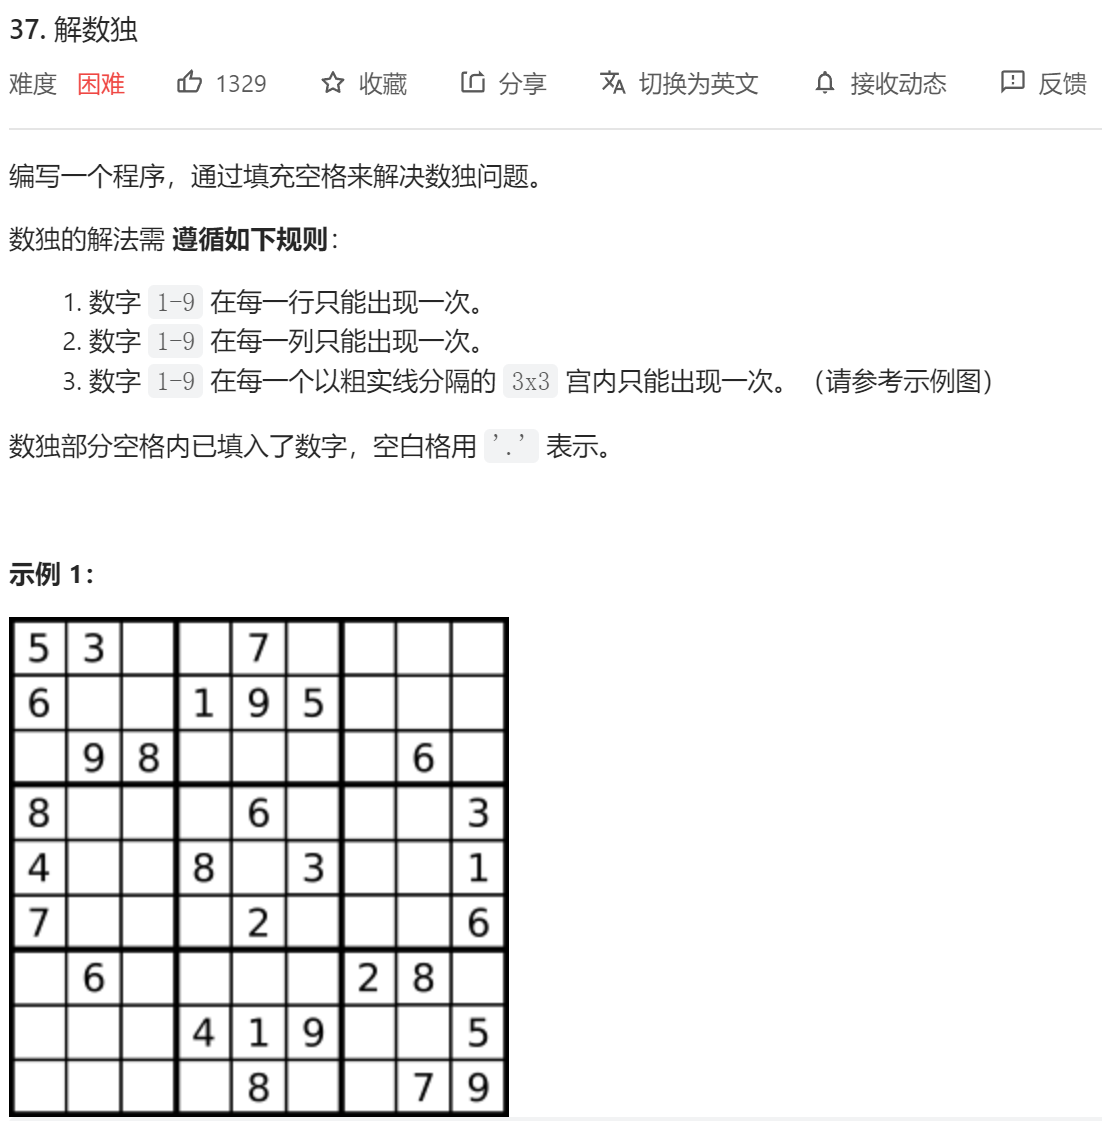 37. 解数独
难度 困难 1329 收藏 分享 切换为英文 接收动态 反馈
编写一个程序，通过填充空格来解决数独问题。
数独的解法需 遵循如下规则：
1. 数字 1-9 在每一行只能出现一次。
2. 数字 1-9 在每一列只能出现一次。
3. 数字 1-9 在每一个以粗实线分隔的 3x3 宫内只能出现一次。（请参考示例图）
数独部分空格内已填入了数字，空白格用 '.' 表示。
示例 1：
5 3 7
6 1 9 5
9 8 6
8 6 3
4 8 3 1
7 2 6
6 2 8
4 1 9 5
8 7 9